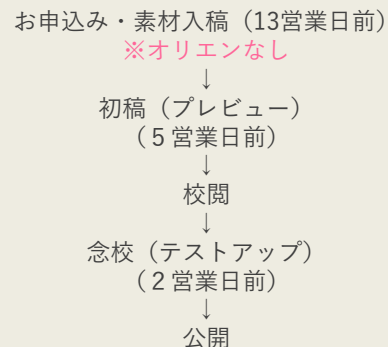 お申込み・素材入稿（13営業日前）
※オリエンなし
↓
初稿（プレビュー）
（５営業日前）
↓
校閲
↓
念校（テストアップ）
（２営業日前）
↓
公開